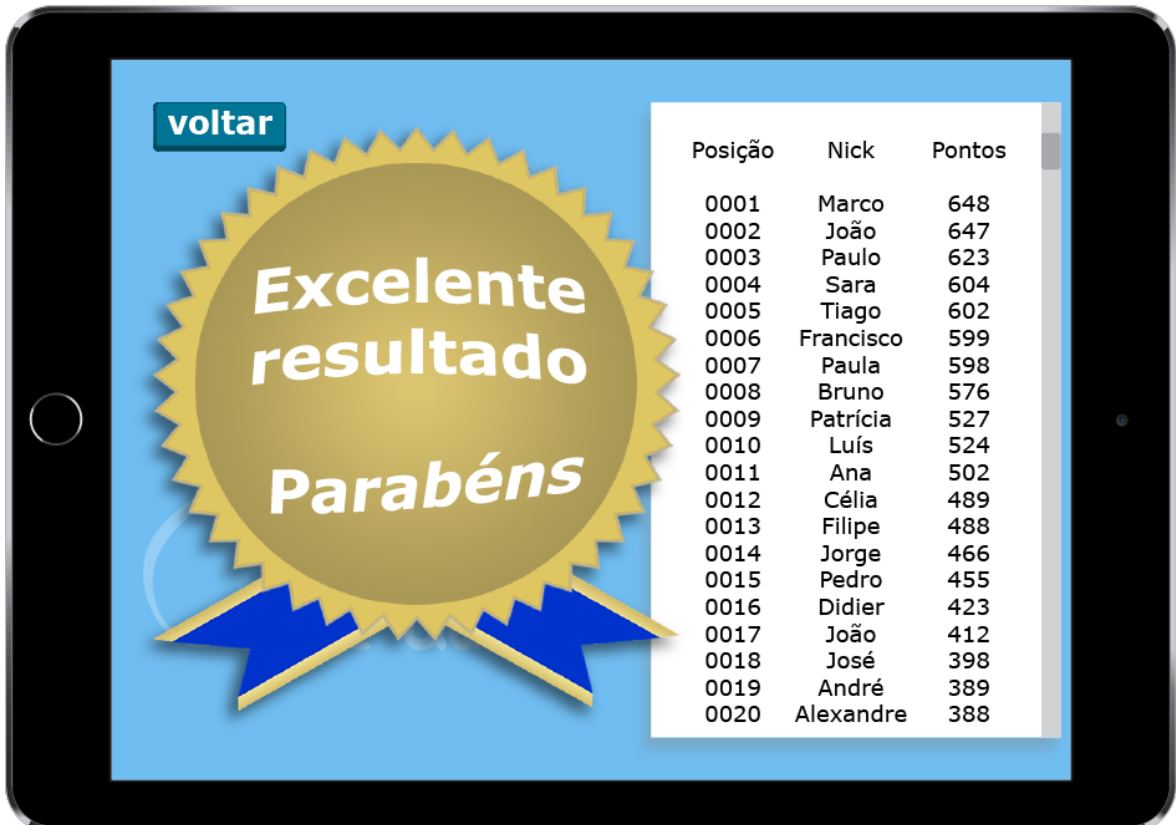 voltar
Excelente
resultado
Parabéns
Posição Nick Pontos
0001 Marco 648
0002 João 647
0003 Paulo 623
0004 Sara 604
0005 Tiago 602
0006 Francisco 599
0007 Paula 598
0008 Bruno 576
0009 Patrícia 527
0010 Luís 524
0011 Ana 502
0012 Célia 489
0013 Filipe 488
0014 Jorge 466
0015 Pedro 455
0016 Didier 423
0017 João 412
0018 José 398
0019 André 389
0020 Alexandre 388